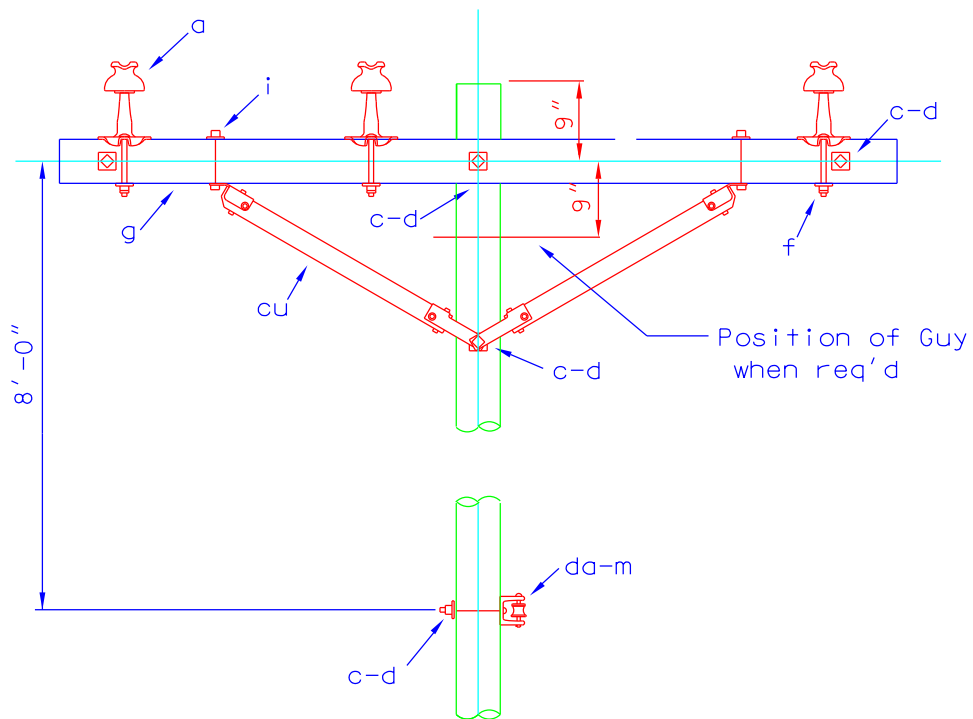 a
i
9"
c-d
g
c-d
9"
f
cu
Position of Guy
when req'd
c-d
8'-0"
da-m
c-d